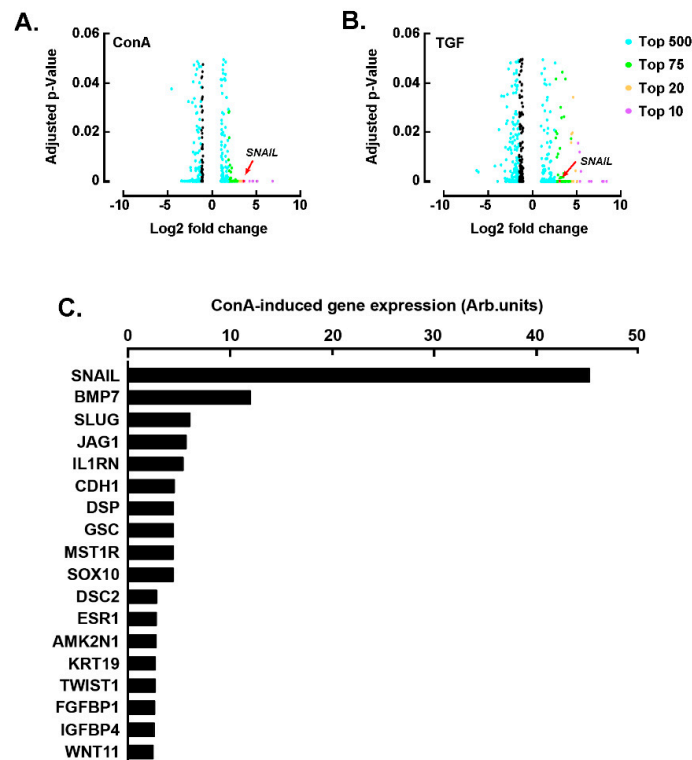 A.
ConA
Adjusted p-Value
0.06
0.04
0.02
0
SNAIL
-10
-5
0
5
10
Log2 fold change
B.
TGF
Adjusted p-Value
0.06
0.04
0.02
0
SNAIL
-10
-5
0
5
10
Log2 fold change
Top 500
Top 75
Top 20
Top 10
C.
ConA-induced gene expression (Arb.units)
0 10 20 30 40 50
SNAIL
BMP7
SLUG
JAG1
IL1RN
CDH1
DSP
GSC
MST1R
SOX10
DSC2
ESR1
AMK2N1
KRT19
TWIST1
FGFBP1
IGFBP4
WNT11